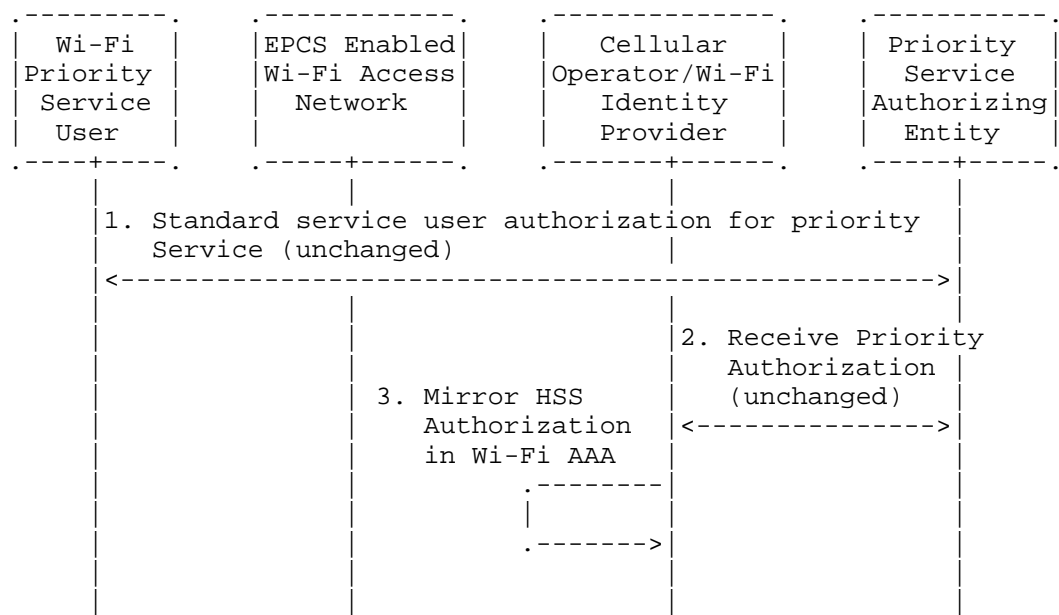 Wi-Fi Priority Service User
EPCS Enabled Wi-Fi Access Network
Cellular Operator/Wi-Fi Identity Provider
Priority Service Authorizing Entity
1. Standard service user authorization for priority
Service (unchanged)
2. Receive Priority
Authorization
(unchanged)
3. Mirror HSS
Authorization
in Wi-Fi AAA